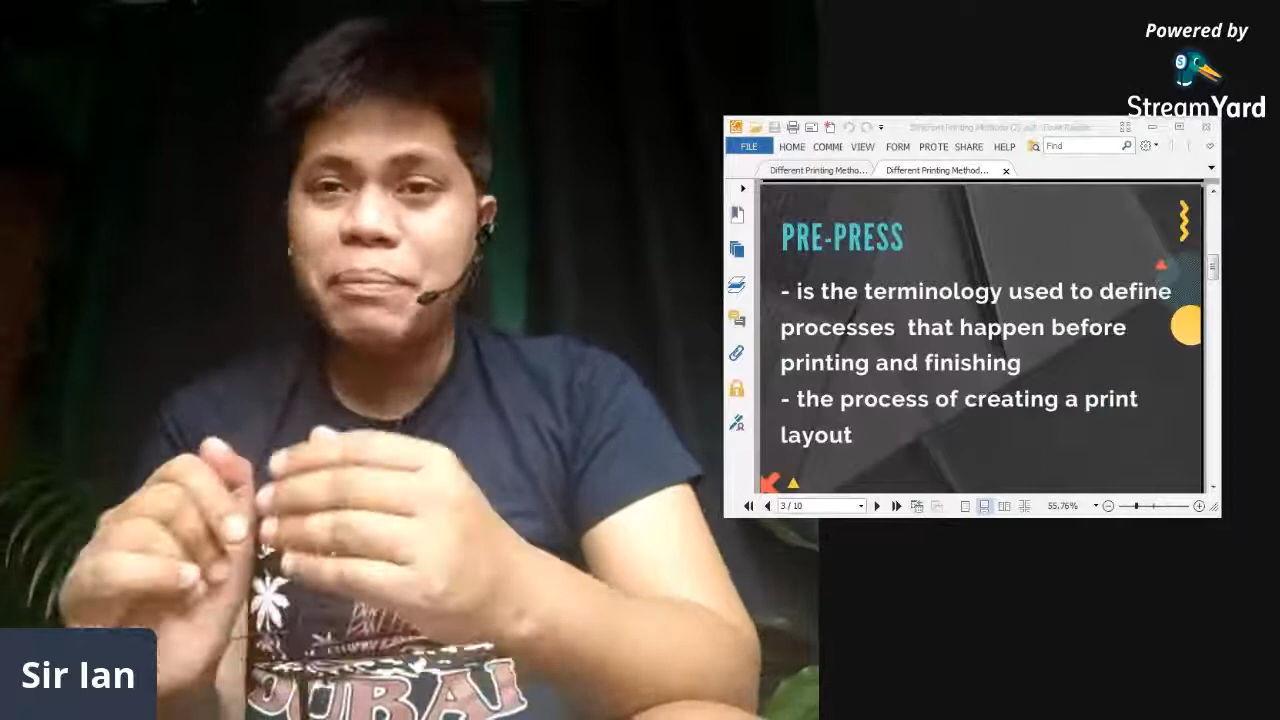 Powered by
StreamYard
FILE HOME COMME VIEW FORM PROTE SHARE HELP Find
Different Printing Metho... Different Printing Method...
PRE-PRESS
- is the terminology used to define
processes that happen before
printing and finishing
- the process of creating a print
layout
3 / 10 55.76%
Sir Ian
DUBAI